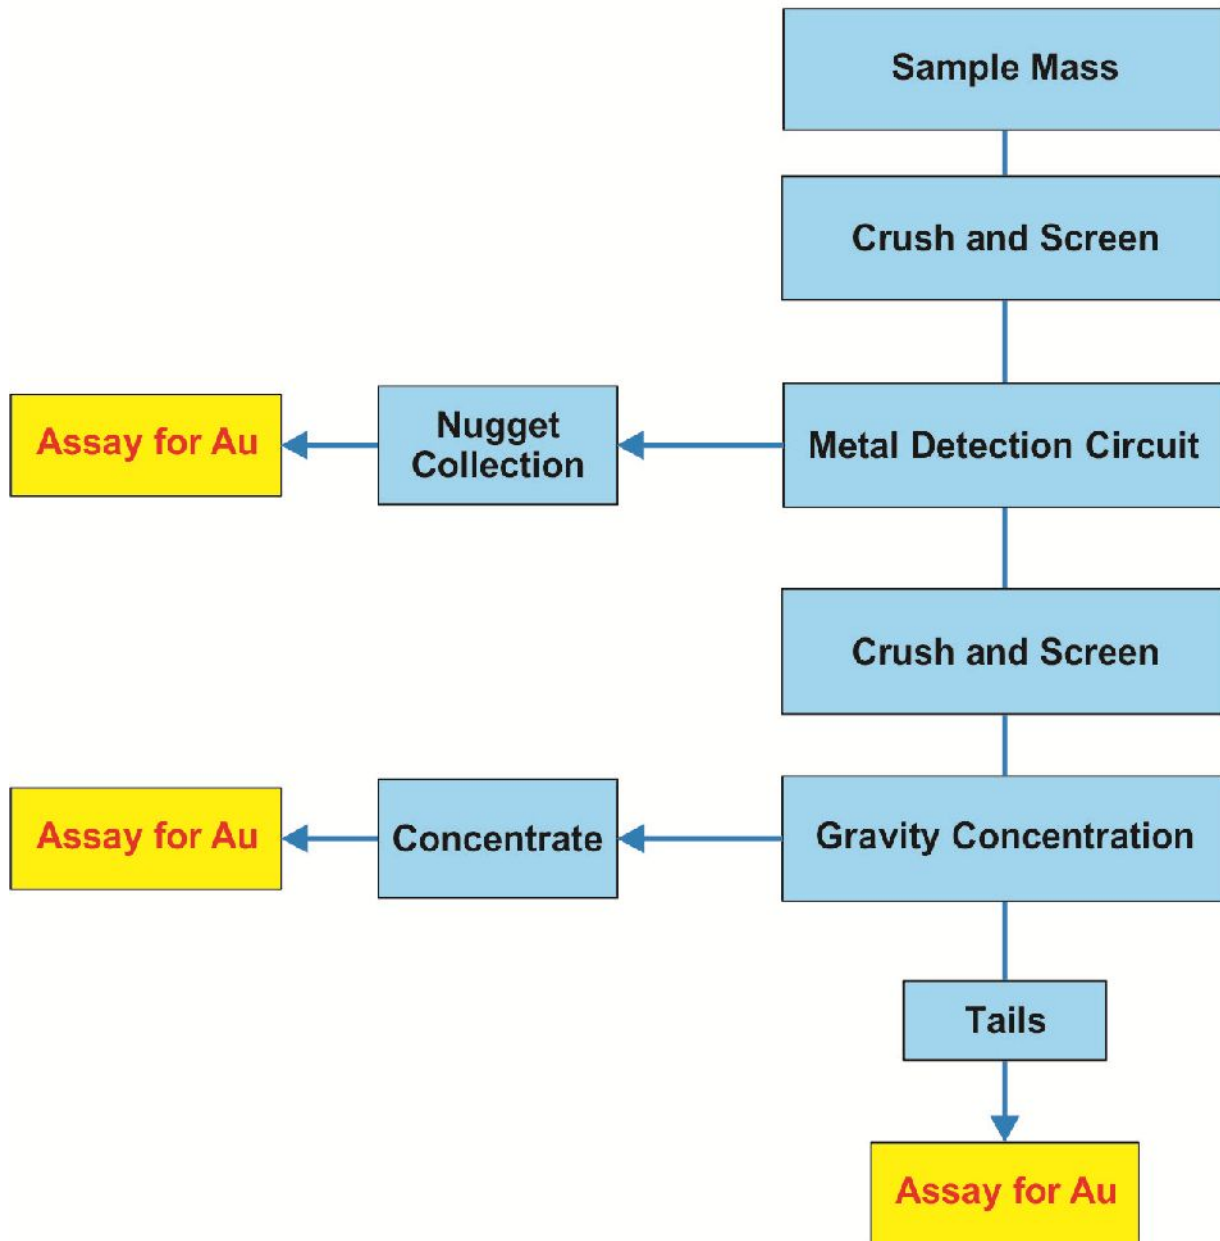 Sample Mass
Crush and Screen
Assay for Au
Nugget
Collection
Metal Detection Circuit
Crush and Screen
Assay for Au
Concentrate
Gravity Concentration
Tails
Assay for Au